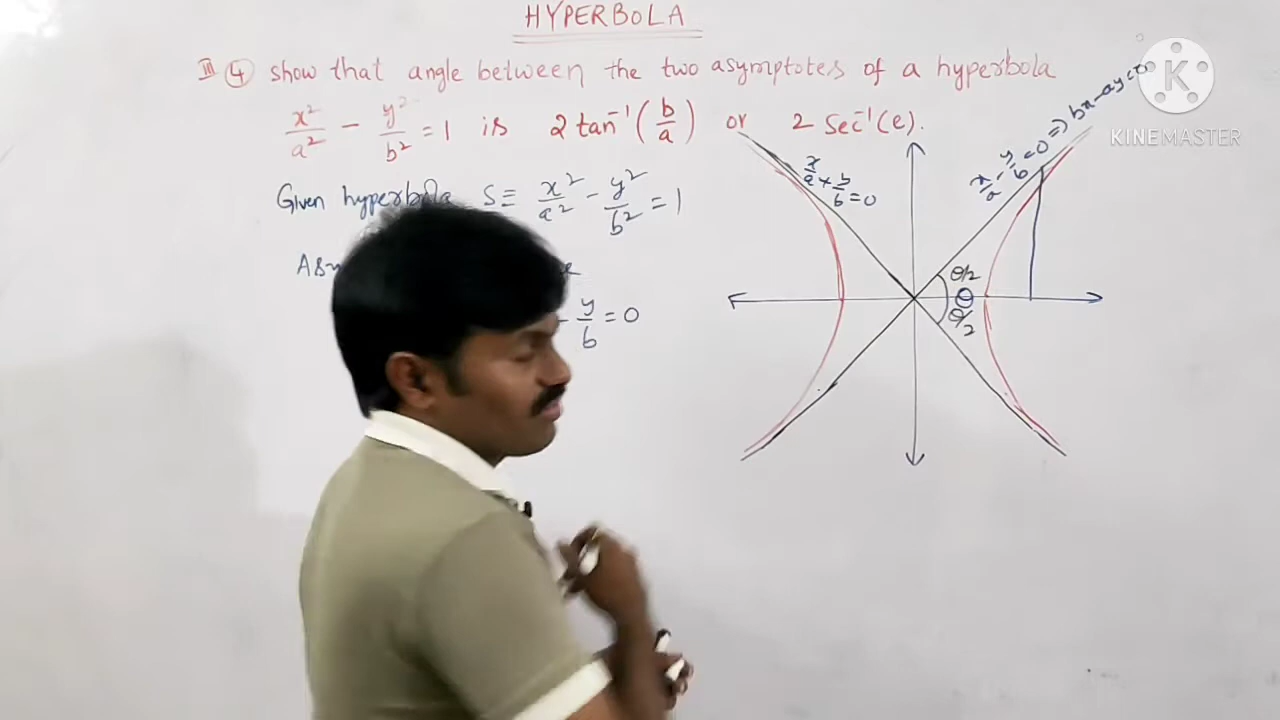 HYPERBOLA
III ④ show that angle between the two asymptotes of a hyperbola
x²/a² - y²/b² = 1 is 2 tan⁻¹(b/a) or 2 Sec⁻¹(e).
Given hyperbola S ≡ x²/a² - y²/b² = 1
- y/b = 0
x/a + y/b = 0
x/a - y/b = 0 ⇒ bx - ay = 0
θ/2
θ
θ/2
K
KINEMASTER